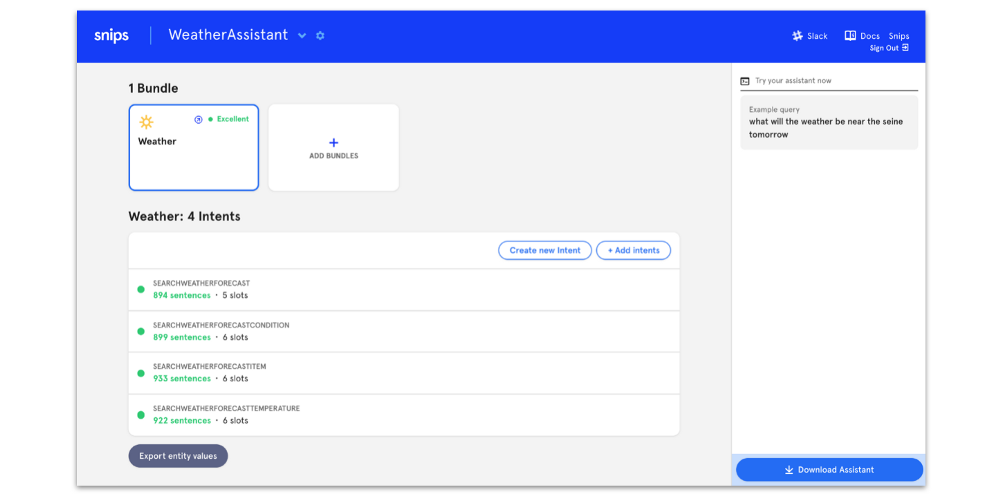 snips
WeatherAssistant
Slack
Docs
Snips
Sign Out
1 Bundle
Excellent
Weather
+
ADD BUNDLES
Weather: 4 Intents
Create new Intent
+ Add intents
SEARCHWEATHERFORECAST
894 sentences • 5 slots
SEARCHWEATHERFORECASTCONDITION
899 sentences • 6 slots
SEARCHWEATHERFORECASTITEM
933 sentences • 6 slots
SEARCHWEATHERFORECASTTEMPERATURE
922 sentences • 6 slots
Export entity values
Try your assistant now
Example query
what will the weather be near the seine
tomorrow
Download Assistant